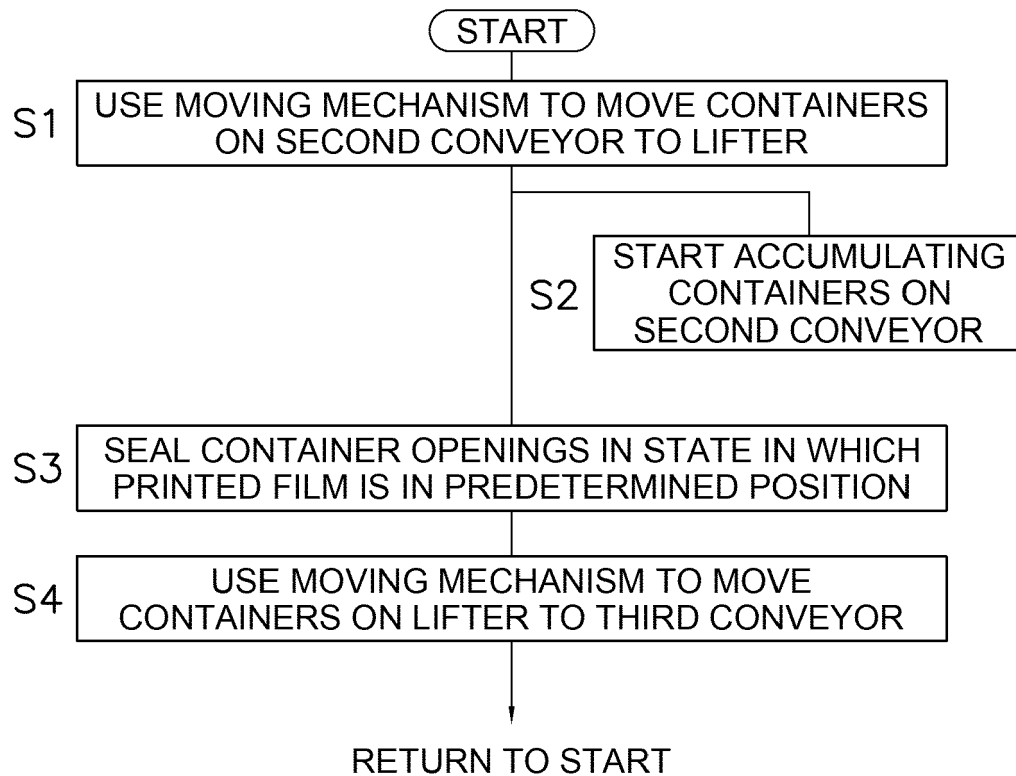 START
S1
USE MOVING MECHANISM TO MOVE CONTAINERS
ON SECOND CONVEYOR TO LIFTER
S2
START ACCUMULATING
CONTAINERS ON
SECOND CONVEYOR
S3
SEAL CONTAINER OPENINGS IN STATE IN WHICH
PRINTED FILM IS IN PREDETERMINED POSITION
S4
USE MOVING MECHANISM TO MOVE
CONTAINERS ON LIFTER TO THIRD CONVEYOR
RETURN TO START